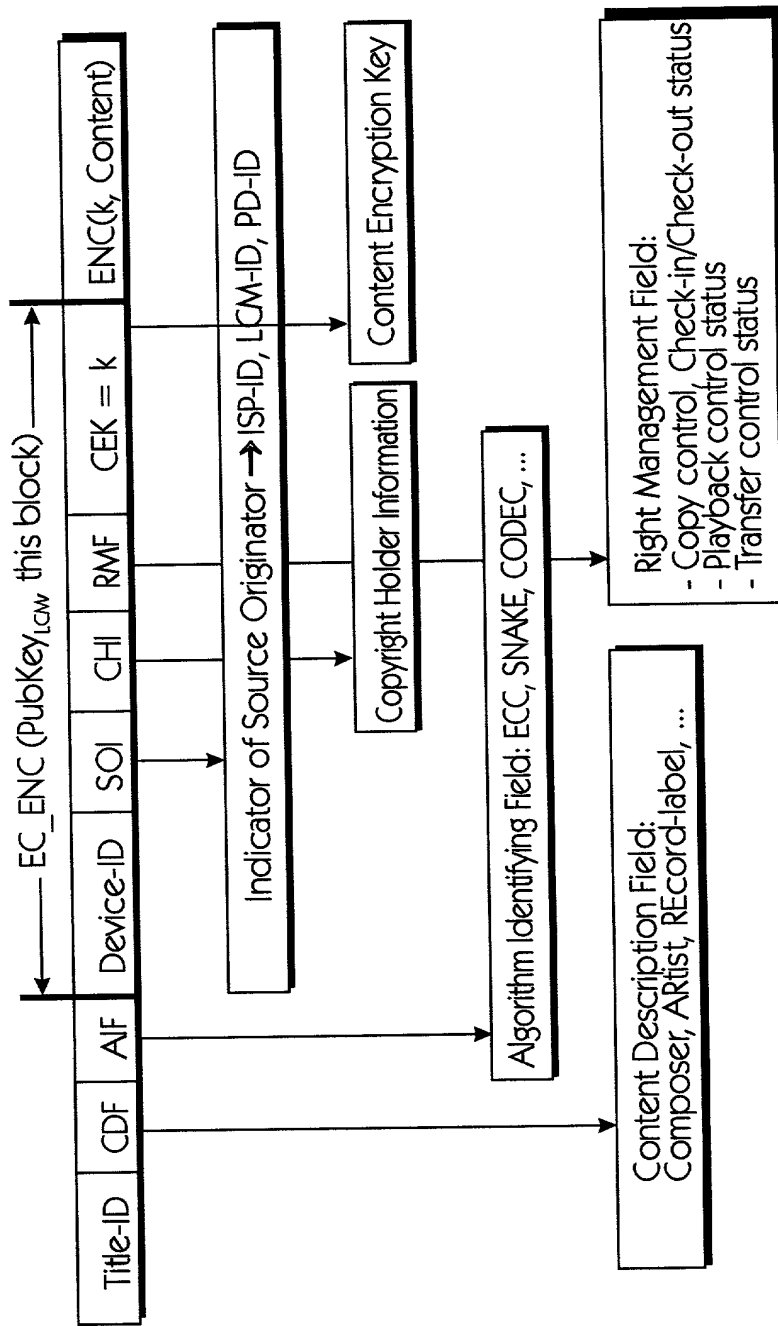 EC_ENC (PubKey_LCM, this block)
Title-ID CDF AIF Device-ID SOI CHI RMF CEK = k ENC(k, Content)
Indicator of Source Originator → ISP-ID, LCM-ID, PD-ID
Copyright Holder Information
Content Encryption Key
Algorithm Identifying Field: ECC, SNAKE, CODEC, ...
Content Description Field:
Composer, ARtist, REcord-label, ...
Right Management Field:
- Copy control, Check-in/Check-out status
- Playback control status
- Transfer control status